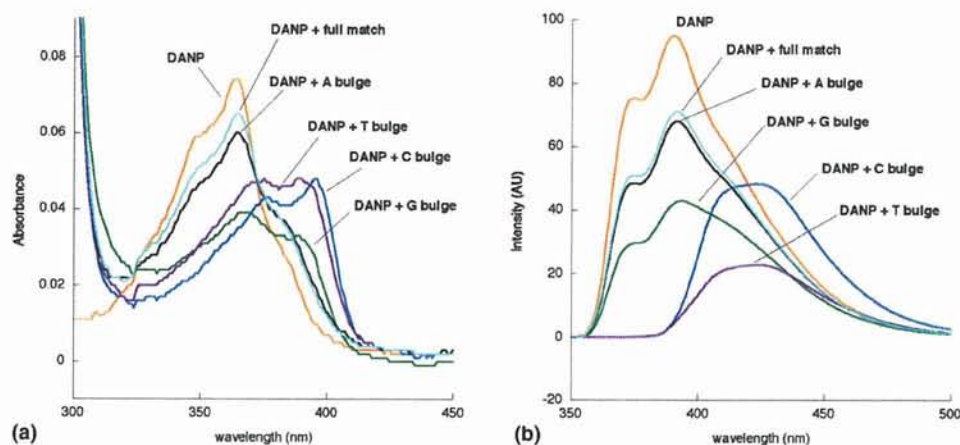 DANP + full match
DANP
DANP + A bulge
DANP + T bulge
DANP + C bulge
DANP + G bulge
Absorbance
0.08
0.06
0.04
0.02
0
300
350
400
450
wavelength (nm)
(a)
DANP
DANP + full match
DANP + A bulge
DANP + G bulge
DANP + C bulge
DANP + T bulge
Intensity (AU)
100
80
60
40
20
0
-20
350
400
450
500
wavelength (nm)
(b)